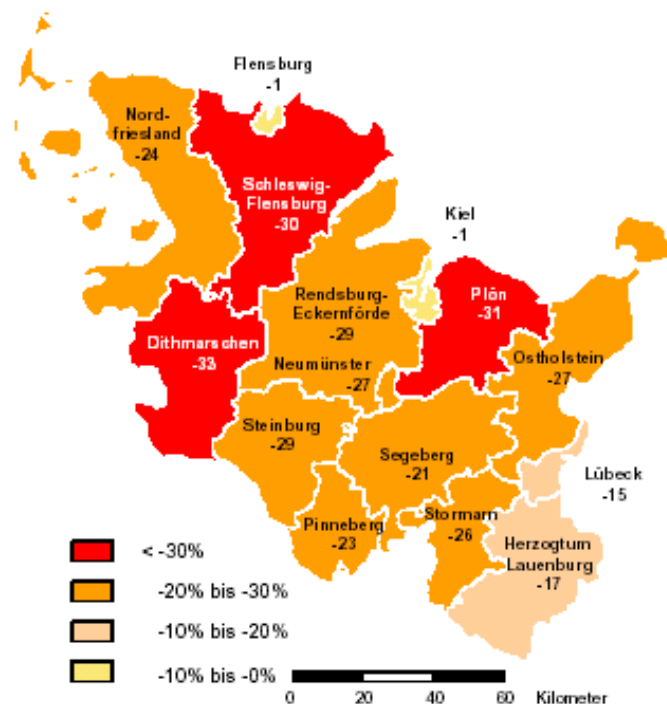 Flensburg
-1
Nord-
friesland
-24
Schleswig-
Flensburg
-30
Kiel
-1
Rendsburg-
Eckernförde
-29
Plön
-31
Dithmarschen
-33
Neumünster
-27
Ostholstein
-27
Steinburg
-29
Segeberg
-21
Lübeck
-15
Pinneberg
-23
Stormarn
-26
Herzogtum
Lauenburg
-17
< -30%
-20% bis -30%
-10% bis -20%
-10% bis -0%
0 20 40 60 Kilometer